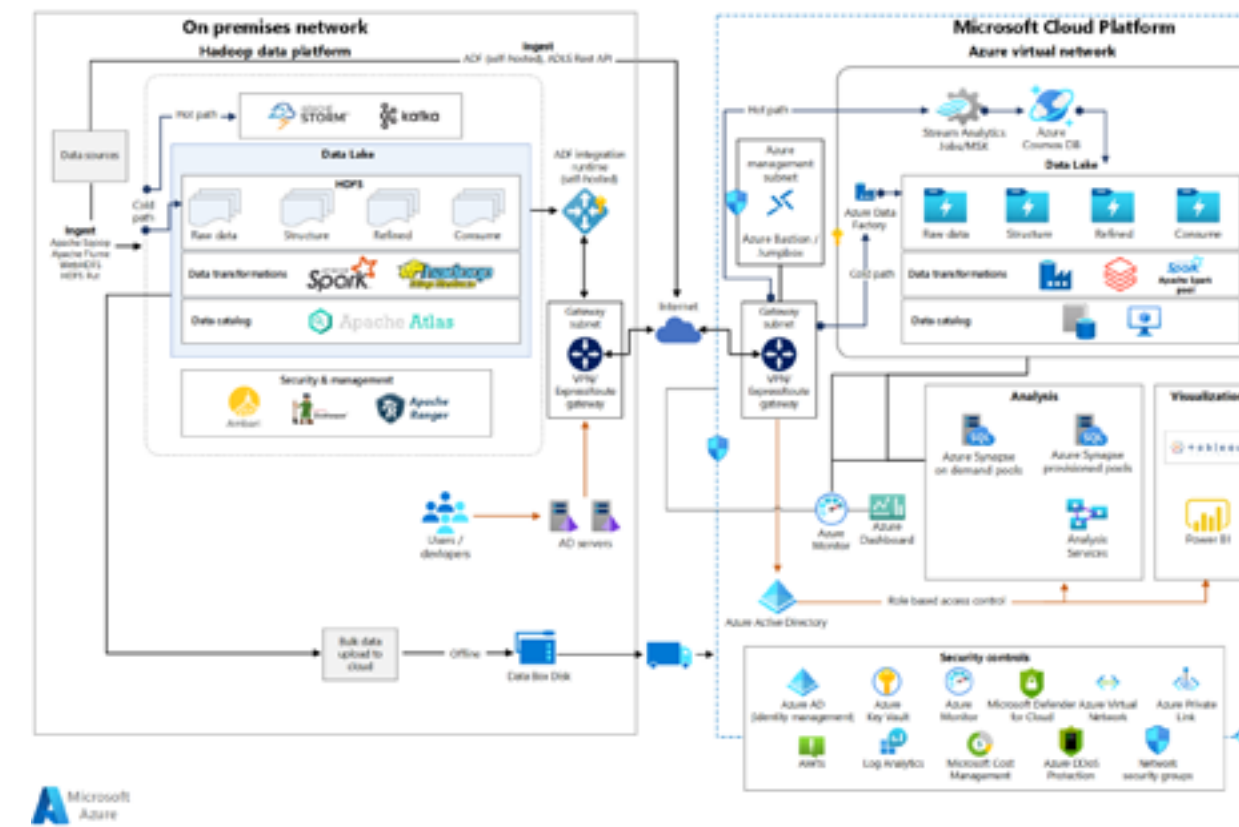 On premises network
Hadoop data platform
Ingest
ADF (self-hosted), ADLS Rest API
Data sources
Hot path
APACHE
STORM
kafka
Cold
path
Ingest
Apache Sqoop
Apache Flume
WebHDFS
HDFS Put
Data Lake
HDFS
Raw data
Structure
Refined
Consume
Data transformations
Spark
hadoop
Data catalog
Apache Atlas
Security & management
Ambari
Apache
Ranger
ADF integration
runtime
(self-hosted)
Gateway
subnet
VPN/
ExpressRoute
gateway
Internet
Users /
devlopers
AD servers
Bulk data
upload to
cloud
Offline
Data Box Disk
Microsoft Cloud Platform
Azure virtual network
Hot path
Azure
management
subnet
Azure Bastion /
Jumpbox
Stream Analytics
Jobs/MSK
Azure
Cosmos DB
Azure Data
Factory
Cold path
Data Lake
Raw data
Structure
Refined
Consume
Data transformations
Spark
Apache Spark
pool
Data catalog
Gateway
subnet
VPN/
ExpressRoute
gateway
Analysis
Azure Synapse
on demand pools
Azure Synapse
provisioned pools
Analysis
Services
Visualization
Power BI
Azure
Monitor
Azure
Dashboard
Role based access control
Azure Active Directory
Security controls
Azure AD
(Identity management)
Azure
Key Vault
Azure
Monitor
Microsoft Defender
for Cloud
Azure Virtual
Network
Azure Private
Link
Alerts
Log Analytics
Microsoft Cost
Management
Azure DDoS
Protection
Network
security groups
Microsoft
Azure